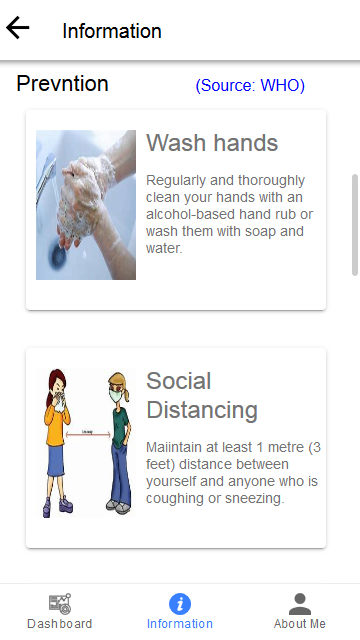 Information
Prevntion (Source: WHO)
Wash hands
Regularly and thoroughly
clean your hands with an
alcohol-based hand rub or
wash them with soap and
water.
Social
Distancing
Maiintain at least 1 metre (3
feet) distance between
yourself and anyone who is
coughing or sneezing.
Dashboard Information About Me